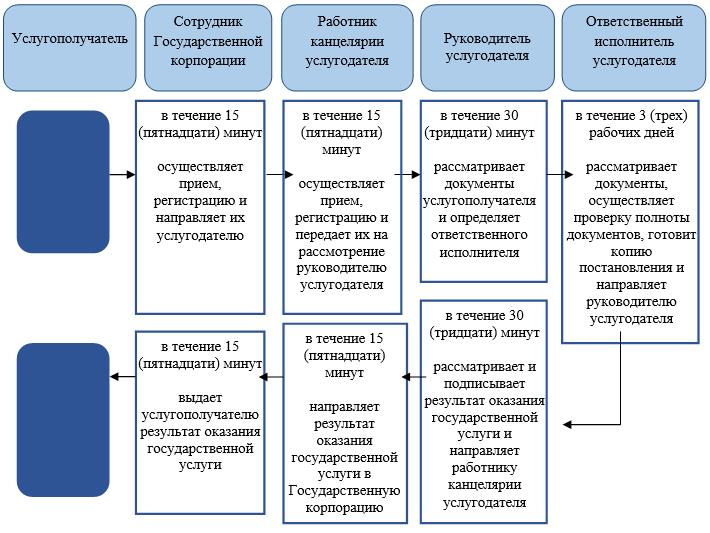 Услугополучатель
Сотрудник
Государственной
корпорации
Работник
канцелярии
услугодателя
Руководитель
услугодателя
Ответственный
исполнитель
услугодателя
в течение 15
(пятнадцати) минут
осуществляет
прием,
регистрацию и
направляет их
услугодателю
в течение 15
(пятнадцати)
минут
осуществляет
прием,
регистрацию и
передает их на
рассмотрение
руководителю
услугодателя
в течение 30
(тридцати) минут
рассматривает
документы
услугополучателя
и определяет
ответственного
исполнителя
в течение 3 (трех)
рабочих дней
рассматривает
документы,
осуществляет
проверку полноты
документов, готовит
копию
постановления и
направляет
руководителю
услугодателя
в течение 30
(тридцати) минут
рассматривает и
подписывает
результат оказания
государственной
услуги и
направляет
работнику
канцелярии
услугодателя
в течение 15
(пятнадцати)
минут
направляет
результат
оказания
государственной
услуги в
Государственную
корпорацию
в течение 15
(пятнадцати) минут
выдает
услугополучателю
результат оказания
государственной
услуги